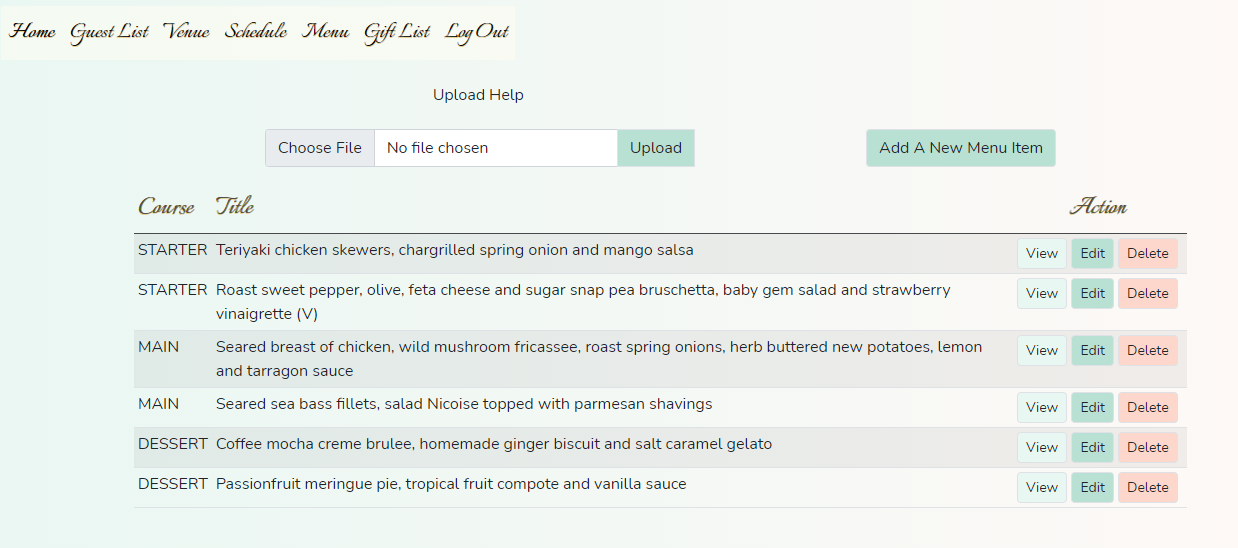 Home Guest List Venue Schedule Menu Gift List Log Out
Upload Help
Choose File No file chosen Upload Add A New Menu Item
Course Title Action
STARTER Teriyaki chicken skewers, chargrilled spring onion and mango salsa View Edit Delete
STARTER Roast sweet pepper, olive, feta cheese and sugar snap pea bruschetta, baby gem salad and strawberry
vinaigrette (V) View Edit Delete
MAIN Seared breast of chicken, wild mushroom fricassee, roast spring onions, herb buttered new potatoes, lemon
and tarragon sauce View Edit Delete
MAIN Seared sea bass fillets, salad Nicoise topped with parmesan shavings View Edit Delete
DESSERT Coffee mocha creme brulee, homemade ginger biscuit and salt caramel gelato View Edit Delete
DESSERT Passionfruit meringue pie, tropical fruit compote and vanilla sauce View Edit Delete